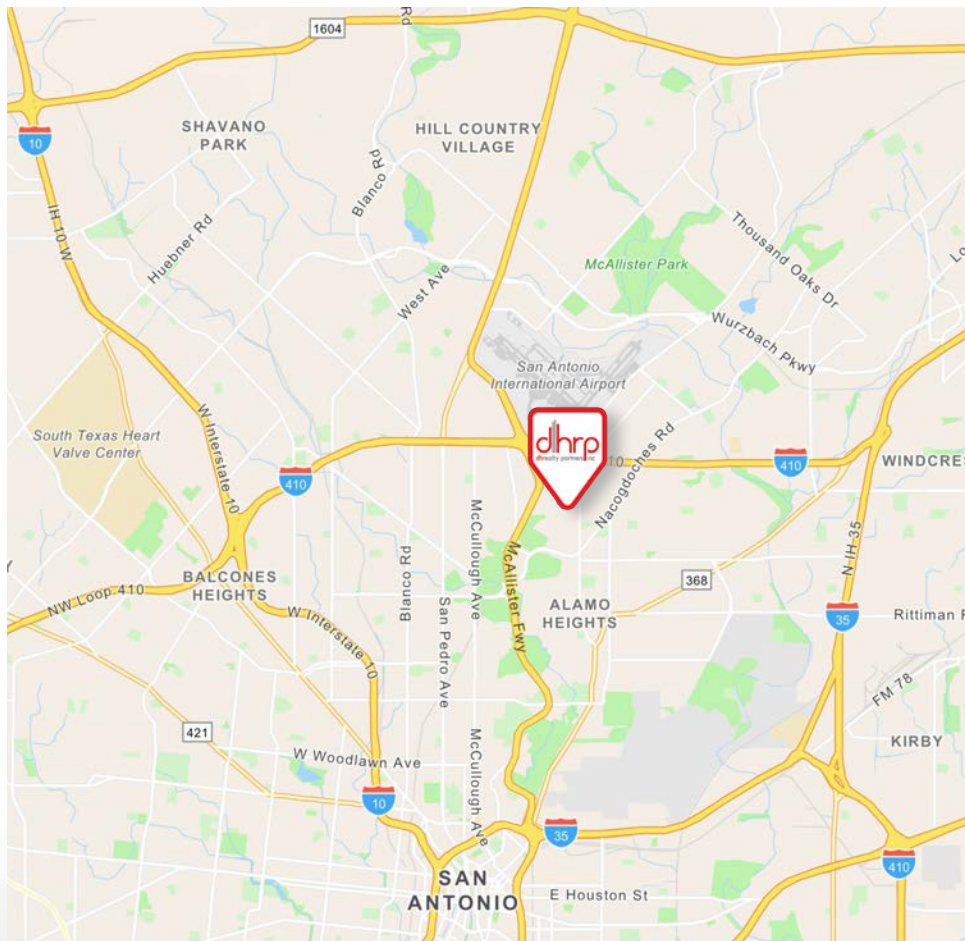 1604
Rd
SHAVANO
PARK
HILL COUNTRY
VILLAGE
10
Blanco Rd
IH 10 W
Huebner Rd
West Ave
McAllister Park
Thousand Oaks Dr
Wurzbach Pkwy
San Antonio
International Airport
South Texas Heart
Valve Center
W Interstate 10
dhrp
dhrealty partners inc
10
410
410
WINDCRES
Nacogdoches Rd
McCullough Ave
McAllister Fwy
N IH 35
NW Loop 410
BALCONES
HEIGHTS
Blanco Rd
San Pedro Ave
ALAMO
HEIGHTS
368
35
Rittiman
W Interstate 10
FM 78
421
W Woodlawn Ave
McCullough Ave
KIRBY
10
35
410
SAN
ANTONIO
E Houston St